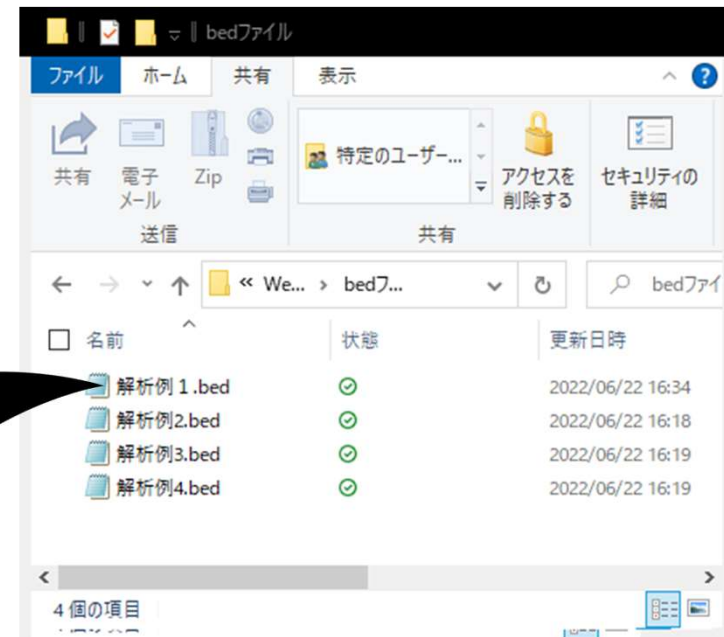 bedファイル
ファイル ホーム 共有 表示
共有 電子メール Zip
特定のユーザー... アクセスを削除する セキュリティの詳細
送信 共有
« We... › bedフ... bedファイ
名前 状態 更新日時
解析例１.bed 2022/06/22 16:34
解析例2.bed 2022/06/22 16:18
解析例3.bed 2022/06/22 16:19
解析例4.bed 2022/06/22 16:19
4 個の項目